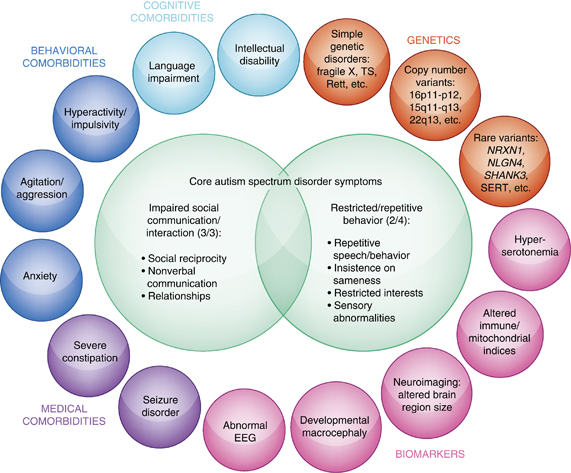 COGNITIVE
COMORBIDITIES
Language
impairment
Intellectual
disability
GENETICS
Simple
genetic
disorders:
fragile X, TS,
Rett, etc.
Copy number
variants:
16p11-p12,
15q11-q13,
22q13, etc.
Rare variants:
NRXN1,
NLGN4,
SHANK3,
SERT, etc.
BEHAVIORAL
COMORBIDITIES
Hyperactivity/
impulsivity
Agitation/
aggression
Anxiety
Core autism spectrum disorder symptoms
Impaired social
communication/
interaction (3/3):
• Social reciprocity
• Nonverbal
communication
• Relationships
Restricted/repetitive
behavior (2/4):
• Repetitive
speech/behavior
• Insistence on
sameness
• Restricted interests
• Sensory
abnormalities
MEDICAL
COMORBIDITIES
Severe
constipation
Seizure
disorder
BIOMARKERS
Abnormal
EEG
Developmental
macrocephaly
Neuroimaging:
altered brain
region size
Altered
immune/
mitochondrial
indices
Hyper-
serotonemia